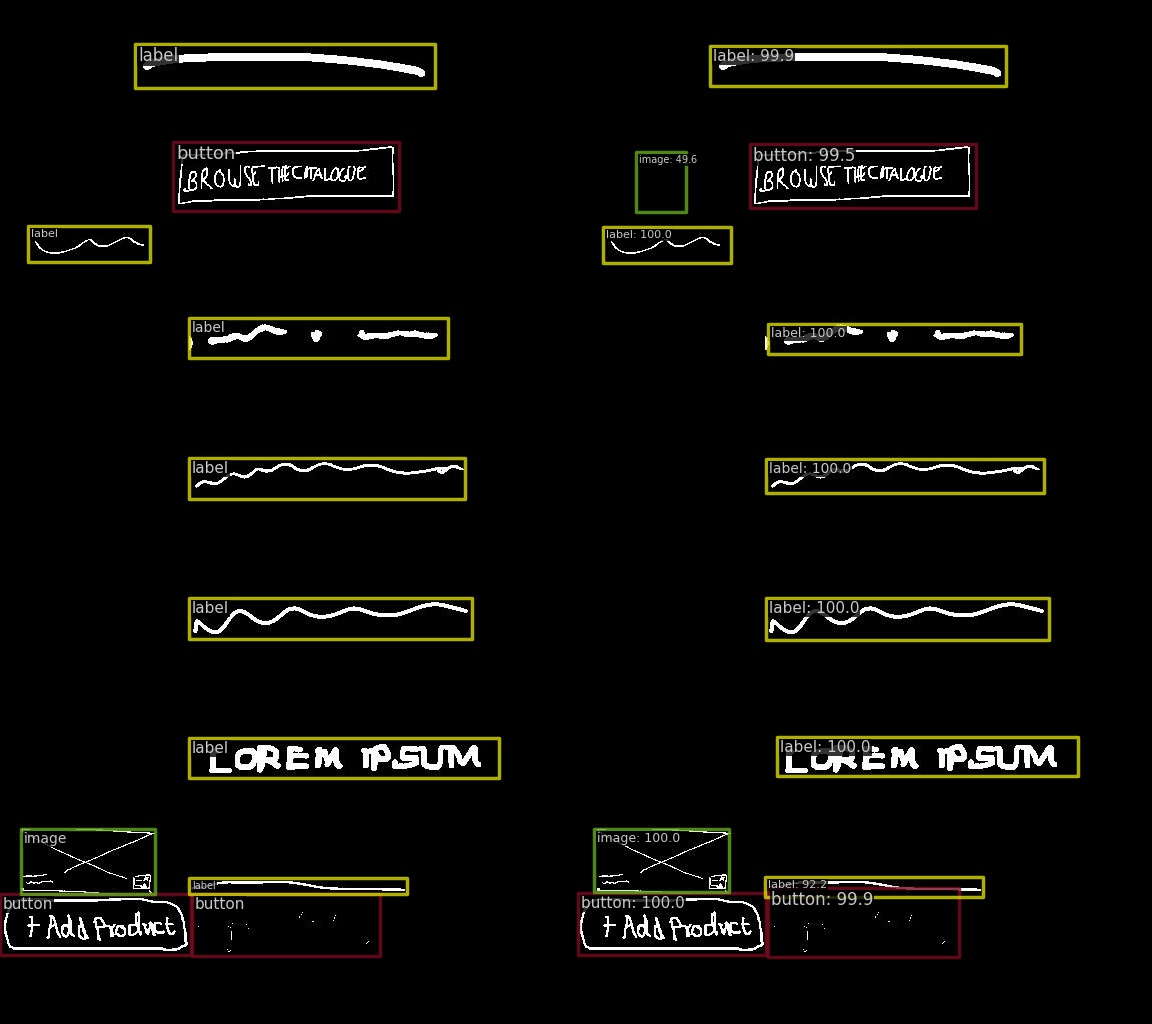 label label: 99.9
button button: 99.5
BROWSE THE CATALOGUE BROWSE THE CATALOGUE
image: 49.6
label label: 100.0
label label: 100.0
label label: 100.0
label label: 100.0
label label: 100.0
LOREM IPSUM LOREM IPSUM
image image: 100.0
label label: 92.2
button button button: 100.0 button: 99.9
+ Add Product + Add Product